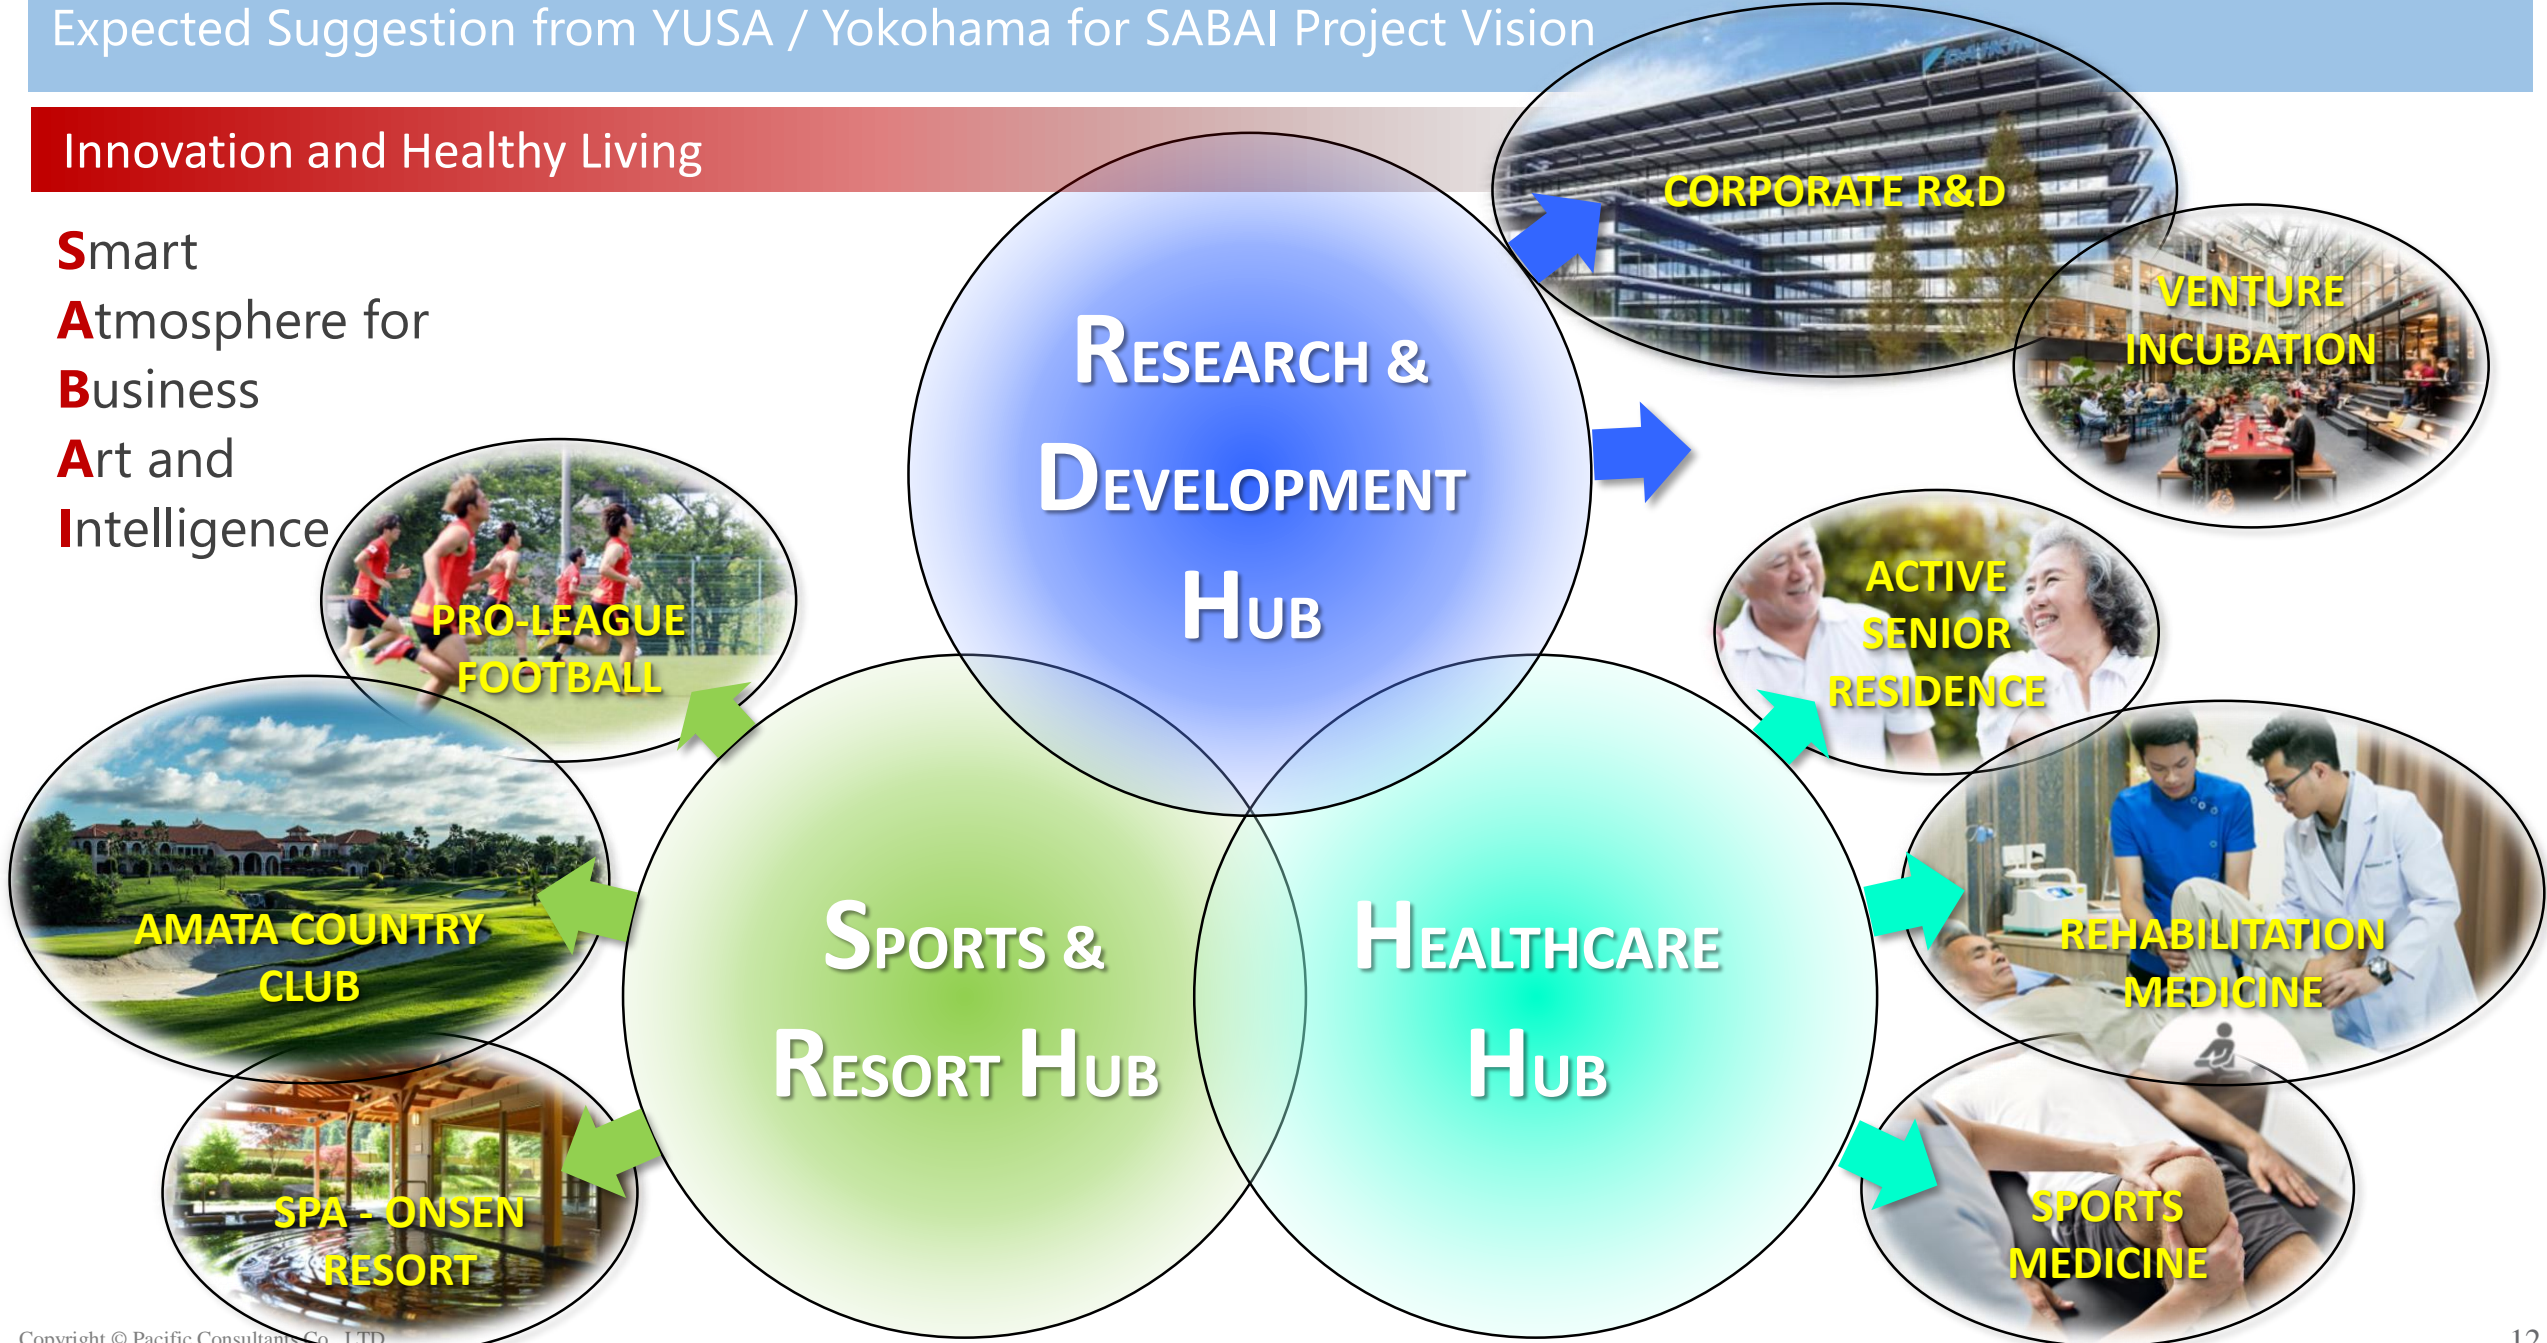 Expected Suggestion from YUSA / Yokohama for SABAI Project Vision
Innovation and Healthy Living
Smart
Atmosphere for
Business
Art and
Intelligence
DAIKIN
CORPORATE R&D
VENTURE
INCUBATION
RESEARCH &
DEVELOPMENT
HUB
PRO-LEAGUE
FOOTBALL
ACTIVE
SENIOR
RESIDENCE
AMATA COUNTRY
CLUB
SPORTS &
RESORT HUB
HEALTHCARE
HUB
REHABILITATION
MEDICINE
SPA - ONSEN
RESORT
SPORTS
MEDICINE
Copyright © Pacific Consultants Co., LTD
12